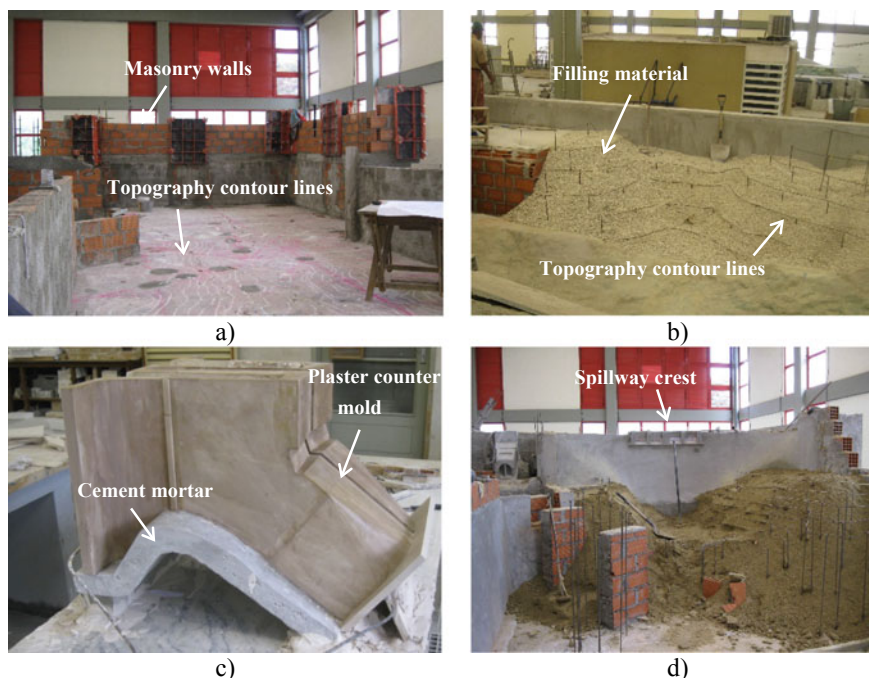 Masonry walls
Topography contour lines
a)
Filling material
Topography contour lines
b)
Plaster counter
mold
Cement mortar
c)
Spillway crest
d)